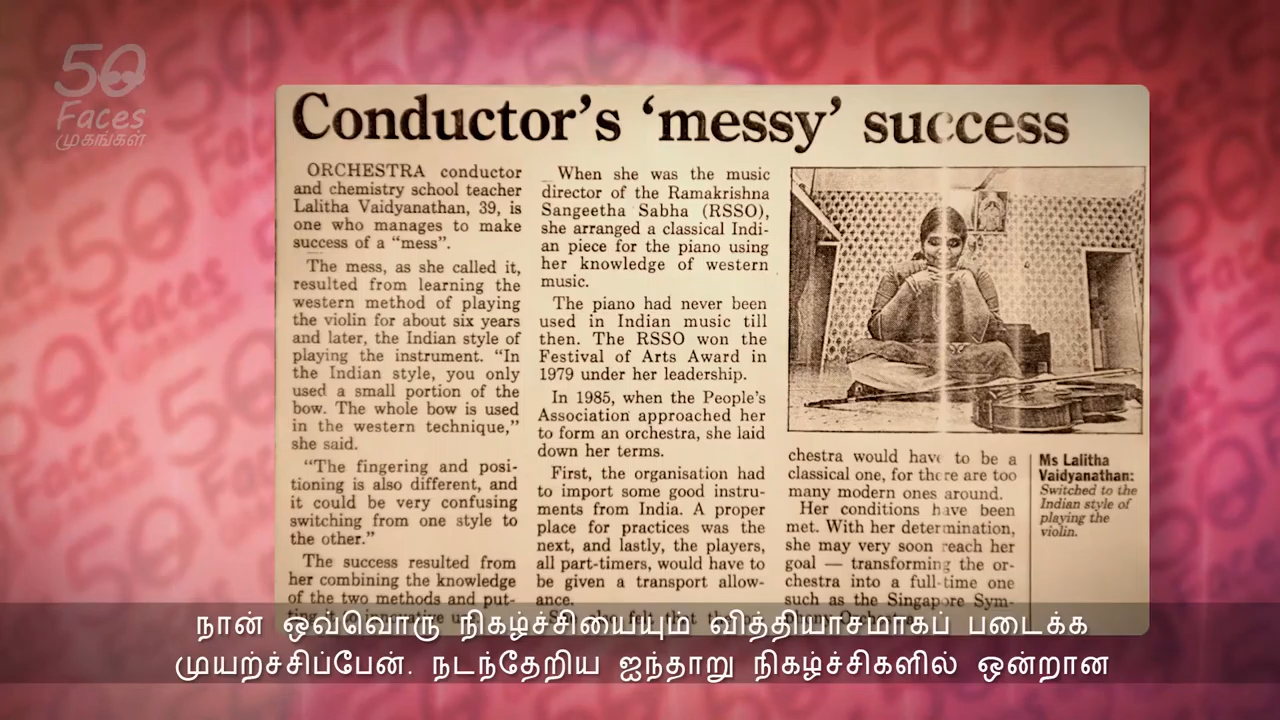 50
Faces
முகங்கள்
Conductor's 'messy' success
ORCHESTRA conductor
and chemistry school teacher
Lalitha Vaidyanathan, 39, is
one who manages to make
success of a "mess".
The mess, as she called it,
resulted from learning the
western method of playing
the violin for about six years
and later, the Indian style of
playing the instrument. "In
the Indian style, you only
used a small portion of the
bow. The whole bow is used
in the western technique,"
she said.
"The fingering and posi-
tioning is also different, and
it could be very confusing
switching from one style to
the other."
The success resulted from
her combining the knowledge
of the two methods and put-
When she was the music
director of the Ramakrishna
Sangeetha Sabha (RSSO),
she arranged a classical Indi-
an piece for the piano using
her knowledge of western
music.
The piano had never been
used in Indian music till
then. The RSSO won the
Festival of Arts Award in
1979 under her leadership.
In 1985, when the People's
Association approached her
to form an orchestra, she laid
down her terms.
First, the organisation had
to import some good instru-
ments from India. A proper
place for practices was the
next, and lastly, the players,
all part-timers, would have to
be given a transport allow-
ance.
chestra would have to be a
classical one, for there are too
many modern ones around.
Her conditions have been
met. With her determination,
she may very soon reach her
goal — transforming the or-
chestra into a full-time one
such as the Singapore Sym-
Ms Lalitha
Vaidyanathan:
Switched to the
Indian style of
playing the
violin.
நான் ஒவ்வொரு நிகழ்ச்சியையும் வித்தியாசமாகப் படைக்க
முயற்ச்சிப்பேன். நடந்தேறிய ஐந்தாறு நிகழ்ச்சிகளில் ஒன்றான